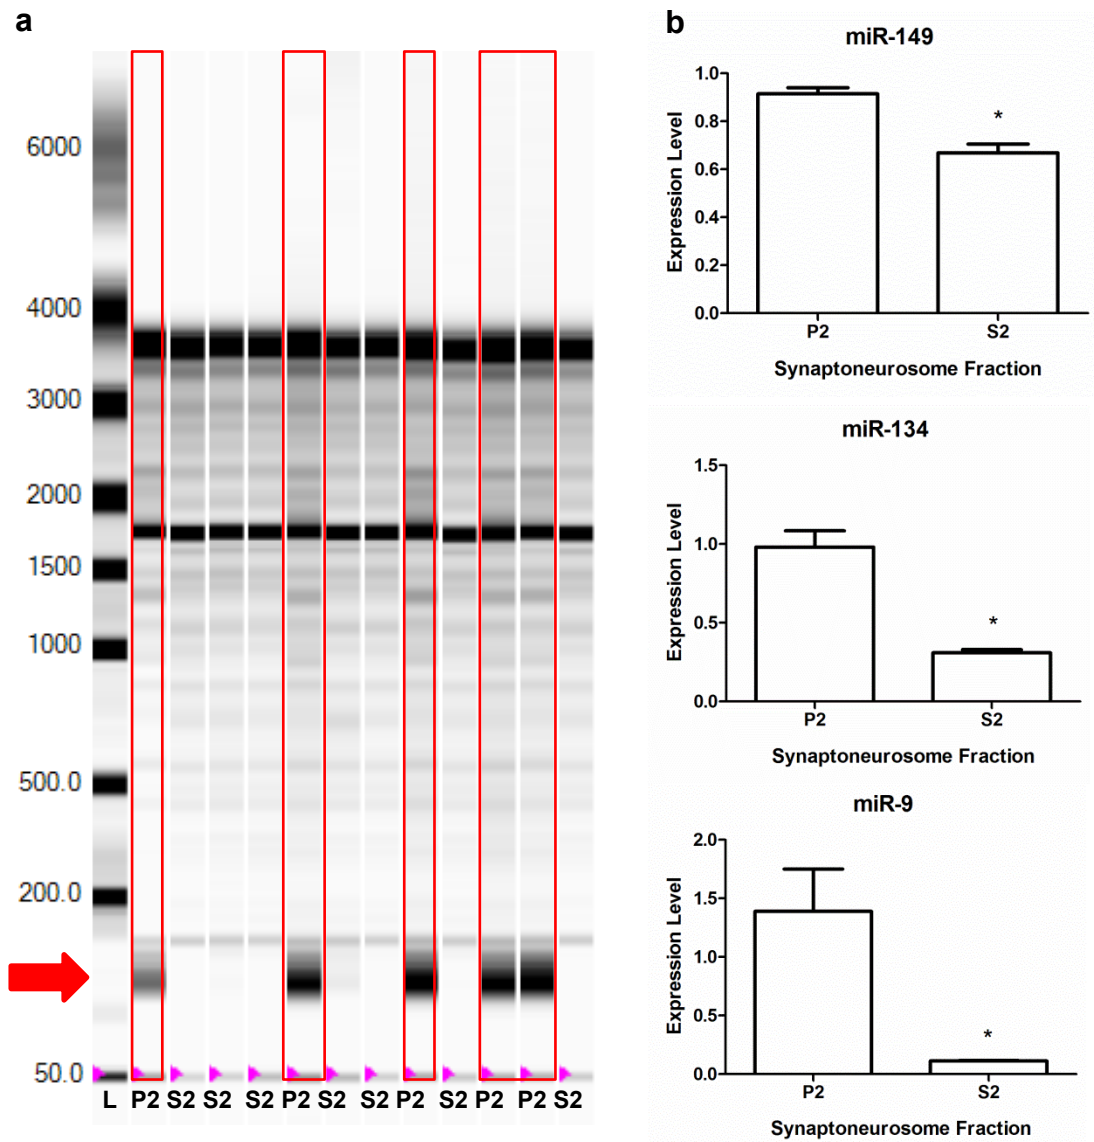 a
6000
4000
3000
2000
1500
1000
500.0
200.0
50.0
L P2 S2 S2 S2 P2 S2 S2 P2 S2 P2 P2 S2
b
miR-149
Expression Level
1.0
0.8
0.6
0.4
0.2
0.0
*
P2 S2
Synaptoneurosome Fraction
miR-134
Expression Level
1.5
1.0
0.5
0.0
*
P2 S2
Synaptoneurosome Fraction
miR-9
Expression Level
2.0
1.5
1.0
0.5
0.0
*
P2 S2
Synaptoneurosome Fraction